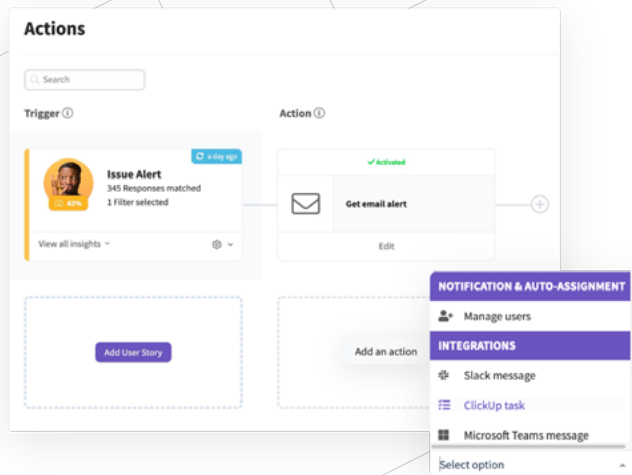 Actions
Search
Trigger
Action
a day ago
Issue Alert
345 Responses matched
1 Filter selected
62%
View all insights
Activated
Get email alert
Edit
Add User Story
Add an action
NOTIFICATION & AUTO-ASSIGNMENT
Manage users
INTEGRATIONS
Slack message
ClickUp task
Microsoft Teams message
Select option